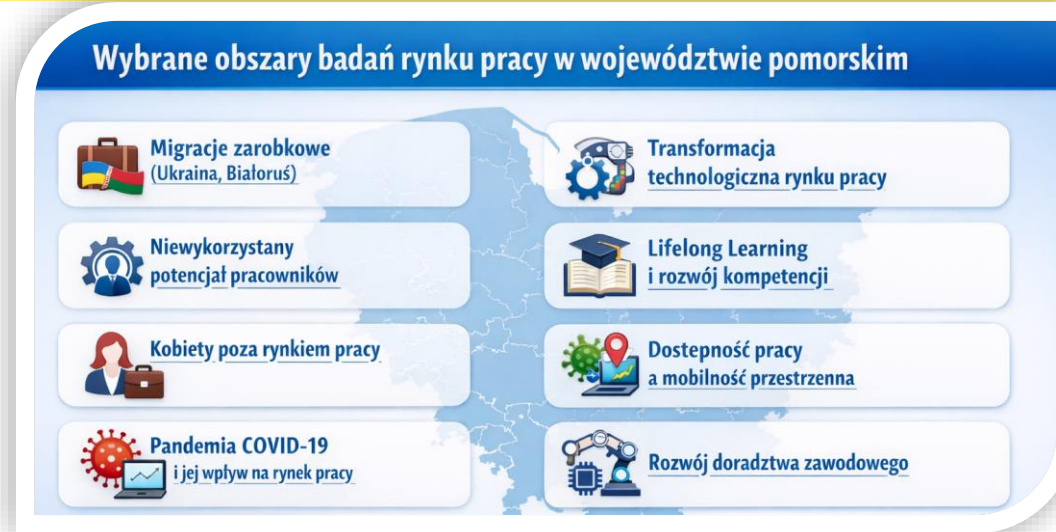 Wybrane obszary badań rynku pracy w województwie pomorskim
Migracje zarobkowe
(Ukraina, Białoruś)
Niewykorzystany
potencjał pracowników
Kobiety poza rynkiem pracy
Pandemia COVID-19
i jej wpływ na rynek pracy
Transformacja
technologiczna rynku pracy
Lifelong Learning
i rozwój kompetencji
Dostepność pracy
a mobilność przestrzenna
Rozwój doradztwa zawodowego